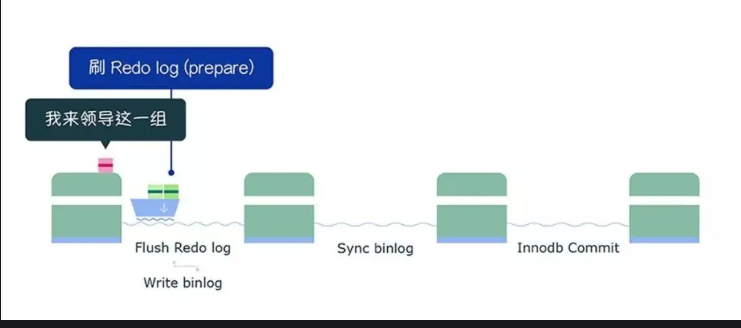 刷 Redo log (prepare)
我来领导这一组
Flush Redo log
Sync binlog
Innodb Commit
Write binlog